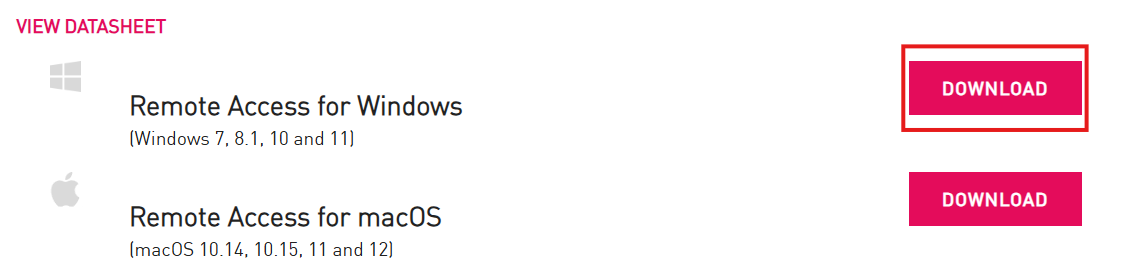 VIEW DATASHEET
Remote Access for Windows
DOWNLOAD
(Windows 7, 8.1, 10 and 11)
Remote Access for macOS
DOWNLOAD
(macOS 10.14, 10.15, 11 and 12)